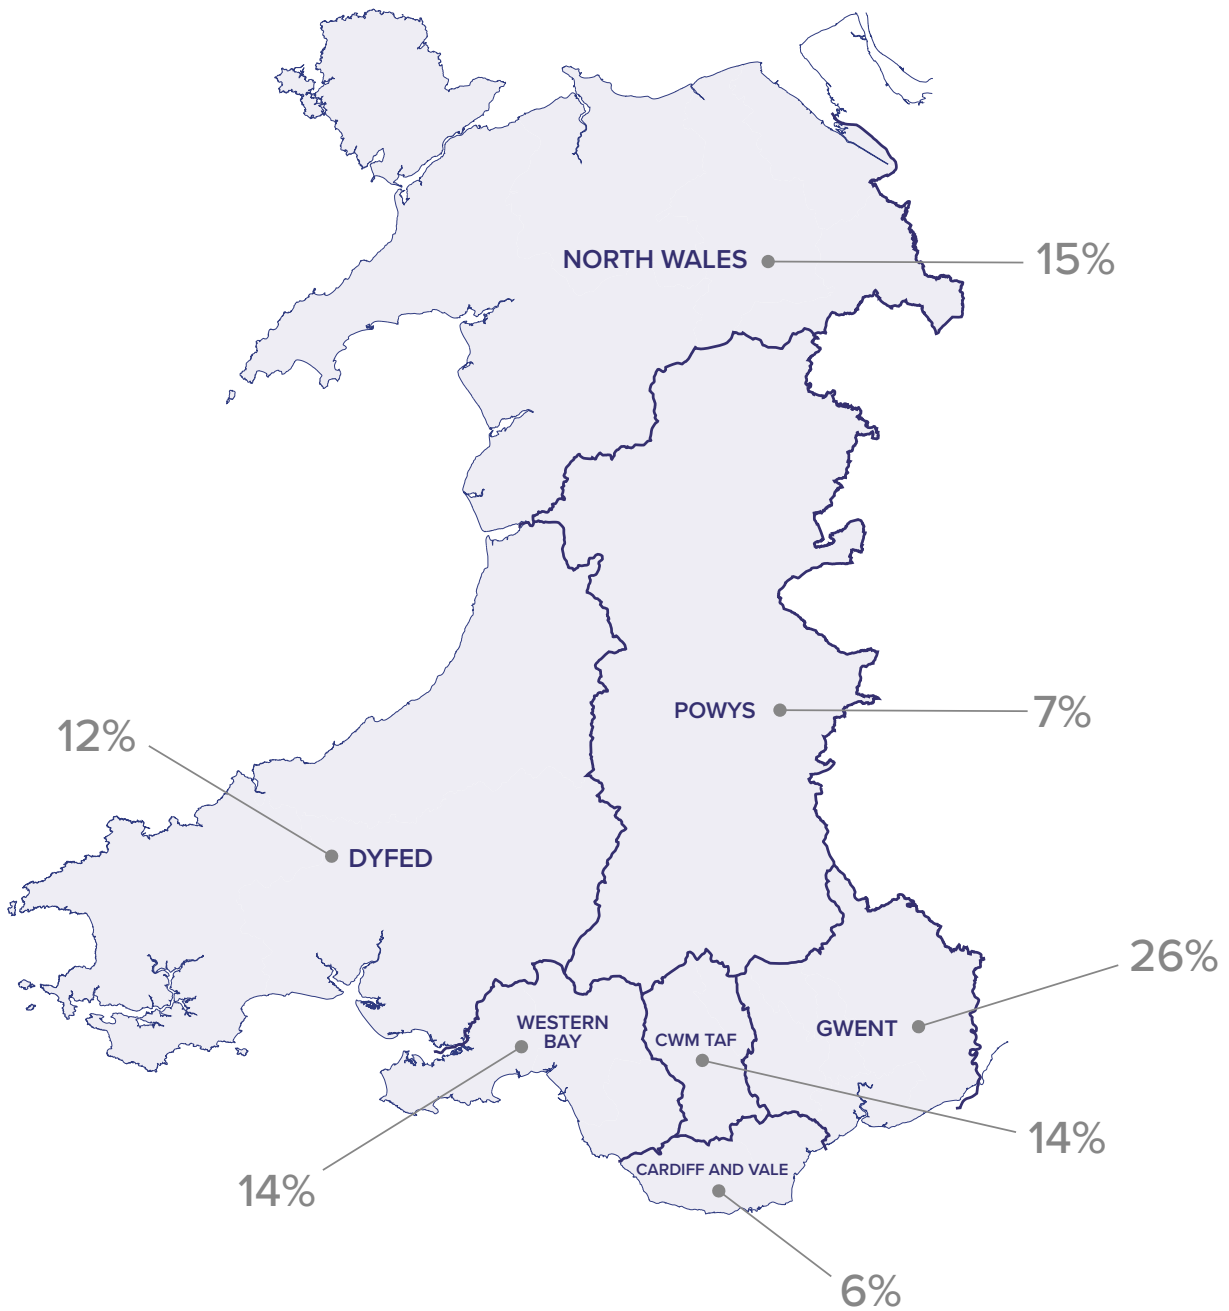 NORTH WALES
15%
POWYS
7%
12%
DYFED
26%
GWENT
WESTERN
BAY
CWM TAF
14%
14%
CARDIFF AND VALE
6%